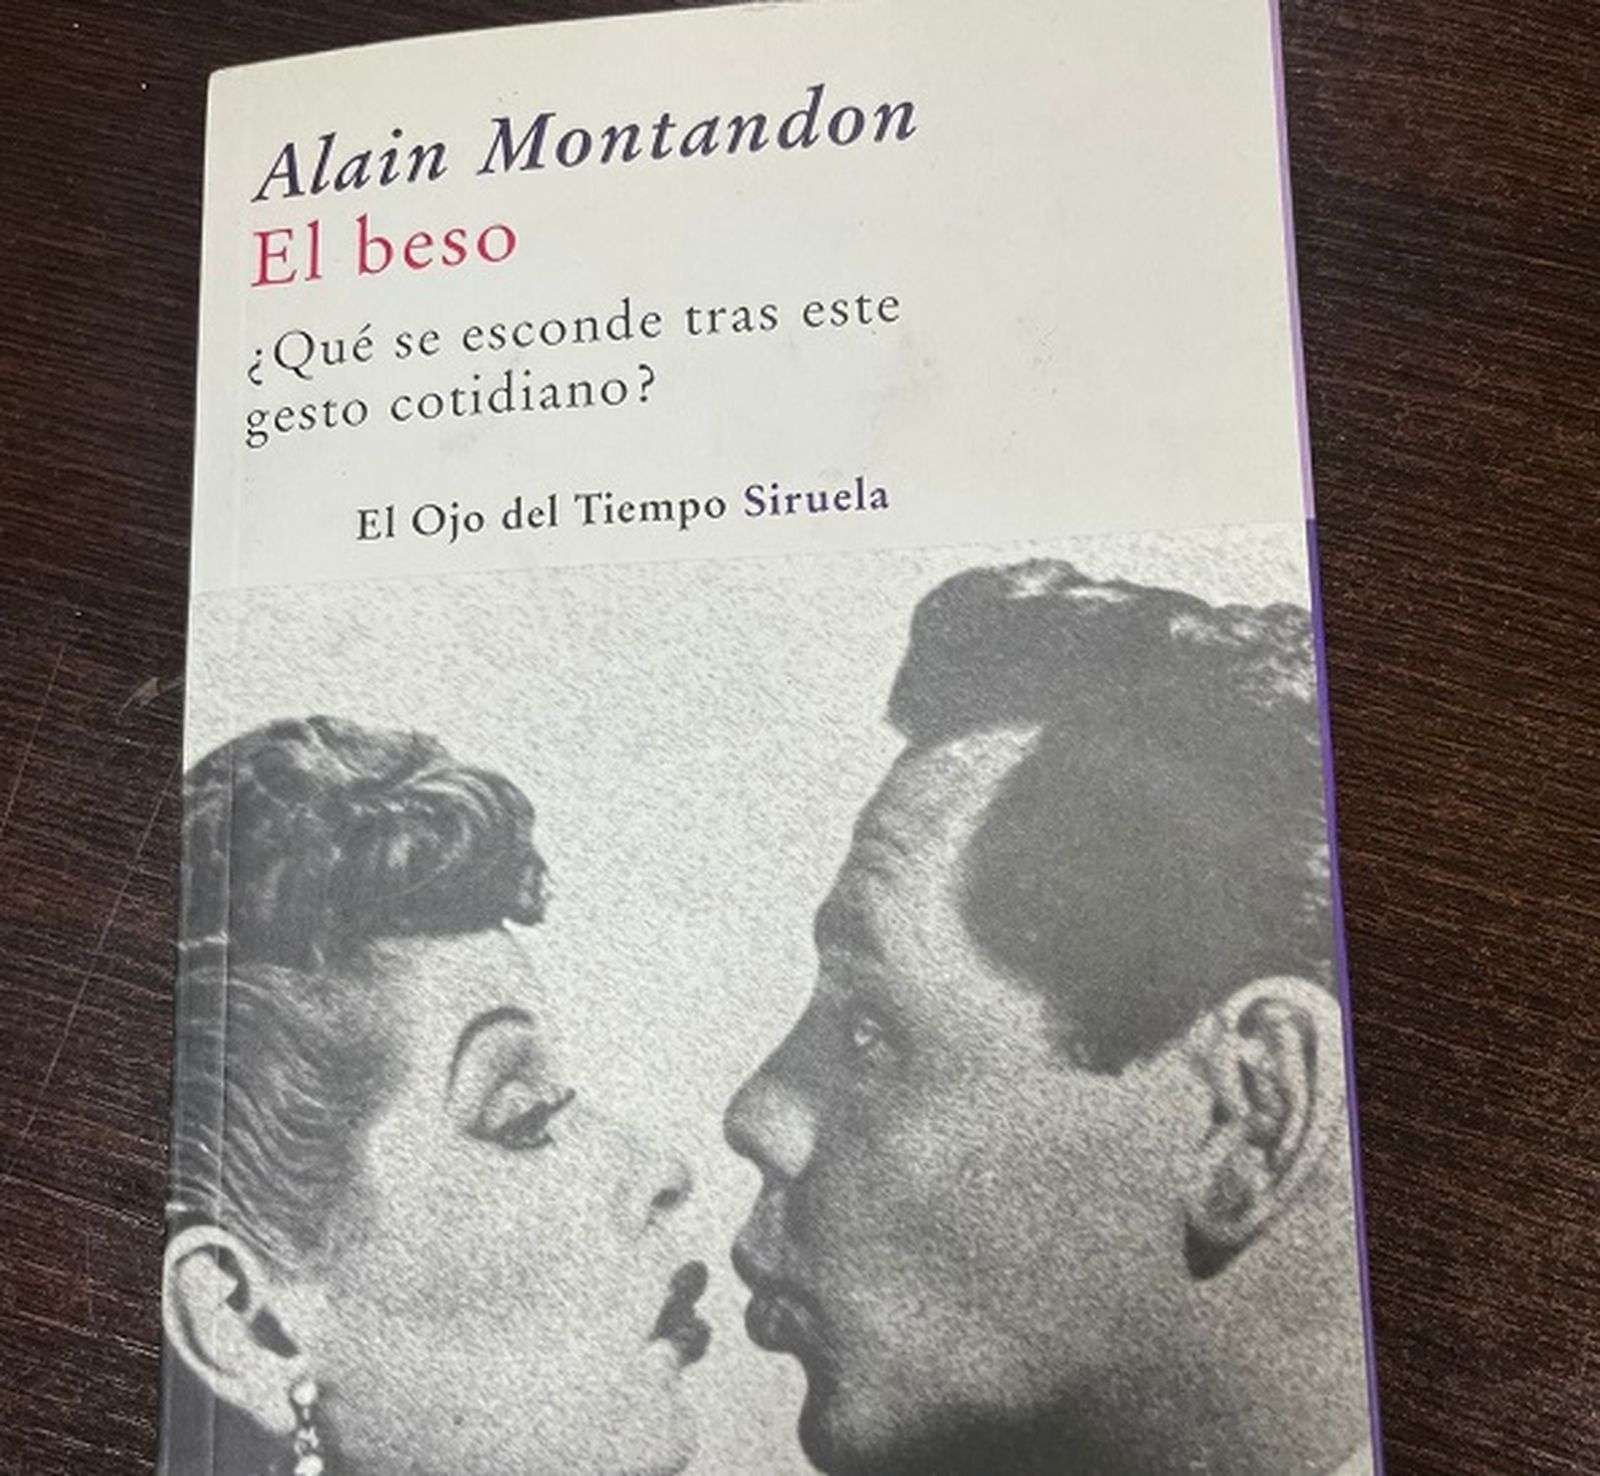 Alain Montandon
El beso
¿Qué se esconde tras este
gesto cotidiano?
El Ojo del Tiempo Siruela